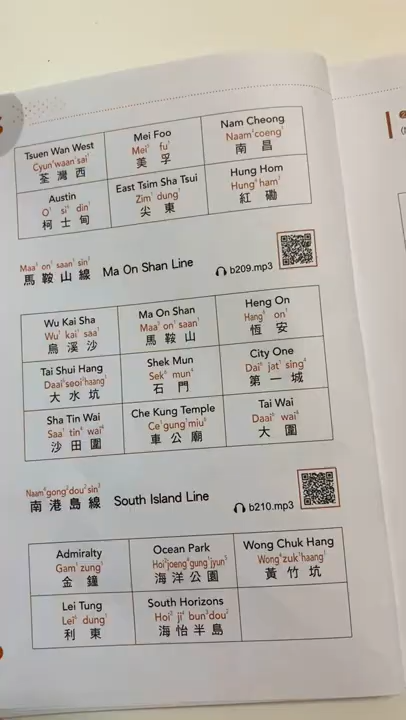 Tsuen Wan West Mei Foo Nam Cheong
Cyun⁴waan¹sai¹ Mei⁵ fu¹ Naam⁴coeng¹
荃灣西 美孚 南昌
Austin East Tsim Sha Tsui Hung Hom
O¹ si⁶ din¹ Zim¹ dung¹ Hung⁴ham³
柯士甸 尖東 紅磡
Maa⁵ on¹ saan¹ sin³
馬鞍山線 Ma On Shan Line b209.mp3
Wu Kai Sha Ma On Shan Heng On
Wu¹ kai¹ saa¹ Maa⁵ on¹ saan¹ Hang⁴ on¹
烏溪沙 馬鞍山 恆安
Tai Shui Hang Shek Mun City One
Daai⁶seoi²haang¹ Sek⁶ mun⁴ Dai⁶ jat¹ sing⁴
大水坑 石門 第一城
Sha Tin Wai Che Kung Temple Tai Wai
Saa¹ tin⁴ wai⁴ Ce¹gung¹miu⁶ Daai⁶ wai⁴
沙田圍 車公廟 大圍
Naam⁴gong²dou²sin³
南港島線 South Island Line b210.mp3
Admiralty Ocean Park Wong Chuk Hang
Gam¹ zung¹ Hoi²joeng⁴gung¹jyun² Wong⁴zuk¹haang¹
金鐘 海洋公園 黃竹坑
Lei Tung South Horizons
Lei⁶ dung¹ Hoi² ji⁴ bun³dou²
利東 海怡半島